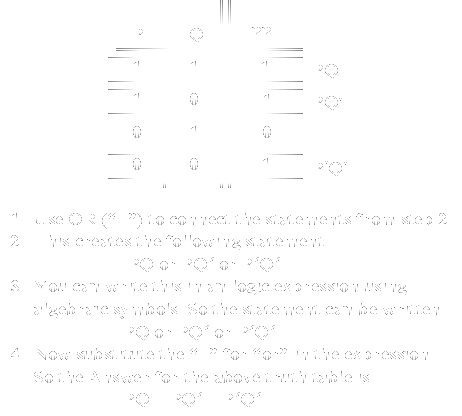 P Q ??
1 1 1 PQ
1 0 1 PQ'
0 1 0
0 0 1 P'Q'
1 Use OR ("+") to connect the statements from step 2
2 This creates the following statement
PQ or PQ' or P'Q'
3 You can write this in an logic expression using
algebraic symbols So the statement can be written
PQ or PQ' or P'Q'
4 Now substitute the "+" for "or" in the expression
So the Answer for the above truth table is
PQ + PQ' + P'Q'